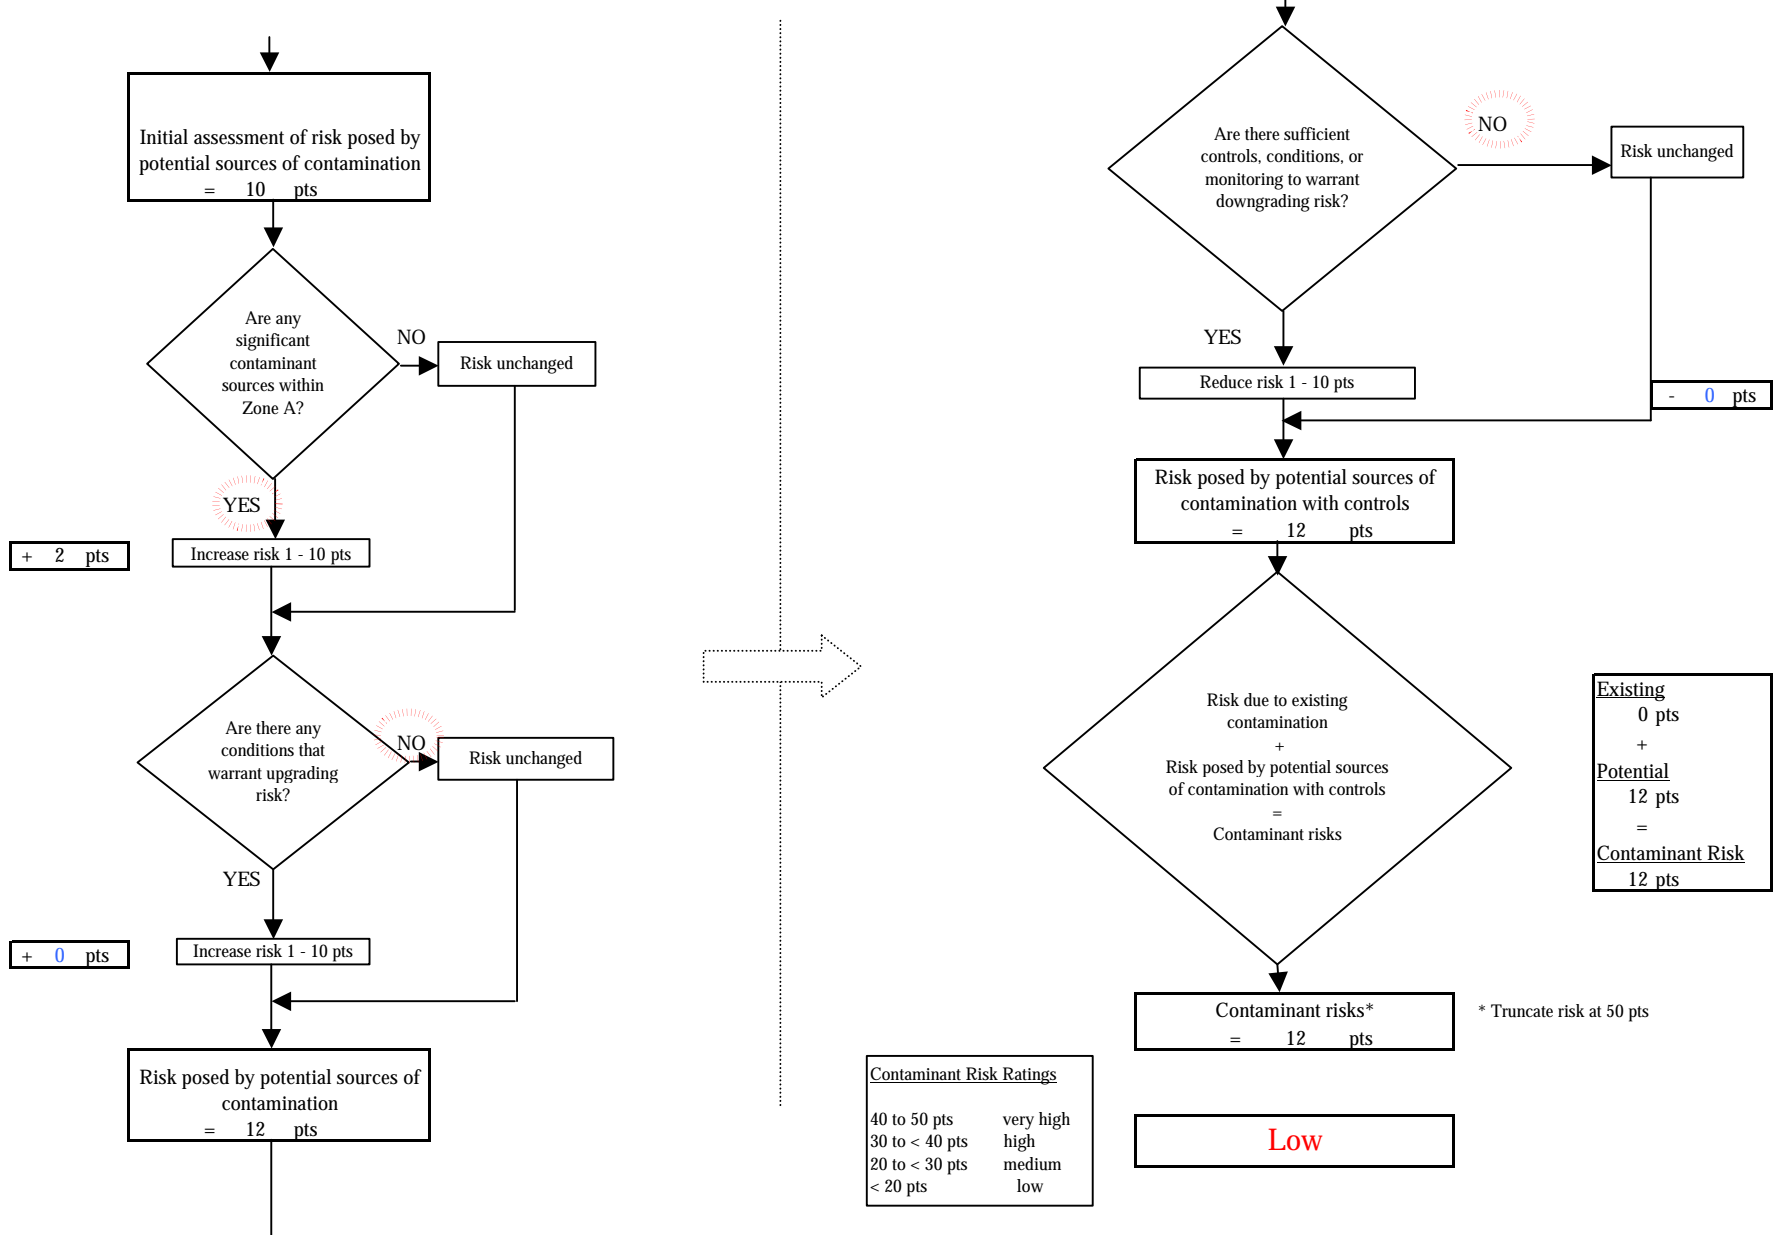 Initial assessment of risk posed by
potential sources of contamination
= 10 pts
Are any
significant
contaminant
sources within
Zone A?
NO
Risk unchanged
YES
+ 2 pts
Increase risk 1 - 10 pts
Are there any
conditions that
warrant upgrading
risk?
NO
Risk unchanged
YES
+ 0 pts
Increase risk 1 - 10 pts
Risk posed by potential sources of
contamination
= 12 pts
Are there sufficient
controls, conditions, or
monitoring to warrant
downgrading risk?
NO
Risk unchanged
YES
Reduce risk 1 - 10 pts
- 0 pts
Risk posed by potential sources of
contamination with controls
= 12 pts
Risk due to existing
contamination
+
Risk posed by potential sources
of contamination with controls
=
Contaminant risks
Existing
0 pts
+
Potential
12 pts
=
Contaminant Risk
12 pts
Contaminant risks*
= 12 pts
* Truncate risk at 50 pts
Contaminant Risk Ratings
40 to 50 pts very high
30 to < 40 pts high
20 to < 30 pts medium
< 20 pts low
Low